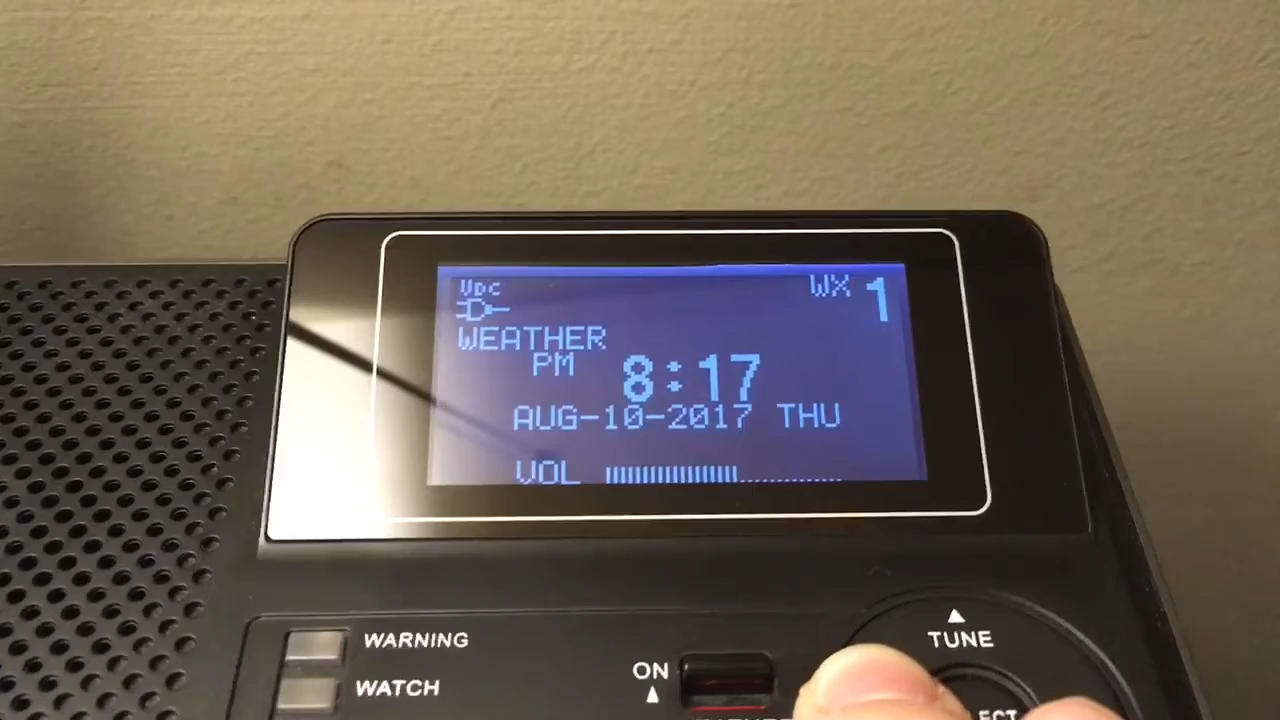 Vdc
WX 1
WEATHER
PM 8:17
AUG-10-2017 THU
VOL
WARNING
WATCH
ON
TUNE